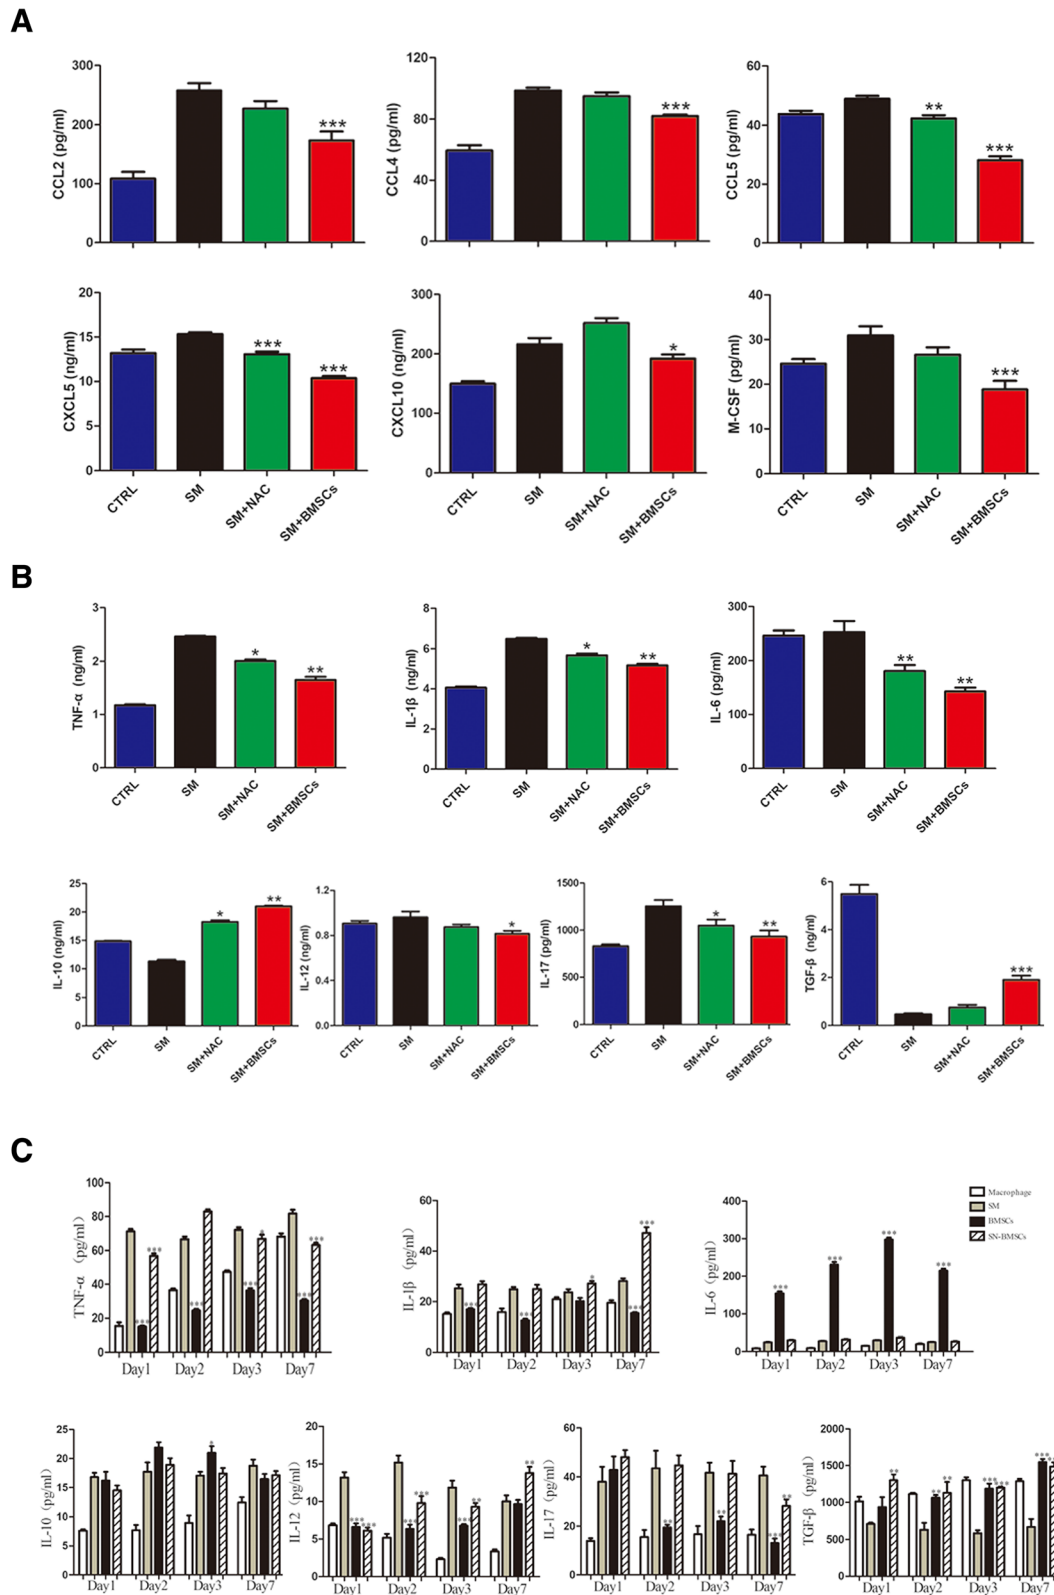 A
CCL2 (pg/ml)
300
200
100
0
***
CCL4 (pg/ml)
120
80
40
0
***
CCL5 (pg/ml)
60
40
20
0
**
***
CXCL5 (ng/ml)
20
15
10
5
0
***
***
CTRL
SM
SM+NAC
SM+BMSCs
CXCL10 (ng/ml)
300
200
100
0
*
CTRL
SM
SM+NAC
SM+BMSCs
M-CSF (pg/ml)
40
30
20
10
0
***
CTRL
SM
SM+NAC
SM+BMSCs
B
TNF-α (ng/ml)
3
2
1
0
*
**
CTRL
SM
SM+NAC
SM+BMSCs
IL-1β (ng/ml)
8
6
4
2
0
*
**
CTRL
SM
SM+NAC
SM+BMSCs
IL-6 (pg/ml)
300
200
100
0
**
**
CTRL
SM
SM+NAC
SM+BMSCs
IL-10 (ng/ml)
25
20
15
10
5
0
*
**
CTRL
SM
SM+NAC
SM+BMSCs
IL-12 (ng/ml)
1.2
0.8
0.4
0.0
*
CTRL
SM
SM+NAC
SM+BMSCs
IL-17 (pg/ml)
1500
1000
500
0
*
**
CTRL
SM
SM+NAC
SM+BMSCs
TGF-β (ng/ml)
6
4
2
0
***
CTRL
SM
SM+NAC
SM+BMSCs
C
TNF-α (pg/ml)
100
80
60
40
20
0
***
***
***
***
*
***
***
Day1
Day2
Day3
Day7
IL-1β (pg/ml)
60
40
20
0
***
***
*
***
***
Day1
Day2
Day3
Day7
IL-6 (pg/ml)
400
300
200
100
0
***
***
***
***
Day1
Day2
Day3
Day7
Macrophage
SM
BMSCs
SN-BMSCs
IL-10 (pg/ml)
25
20
15
10
5
0
*
Day1
Day2
Day3
Day7
IL-12 (pg/ml)
15
10
5
0
***
***
***
***
***
**
**
Day1
Day2
Day3
Day7
IL-17 (pg/ml)
60
40
20
0
**
**
***
**
Day1
Day2
Day3
Day7
TGF-β (pg/ml)
2000
1500
1000
500
0
**
**
**
***
***
***
Day1
Day2
Day3
Day7